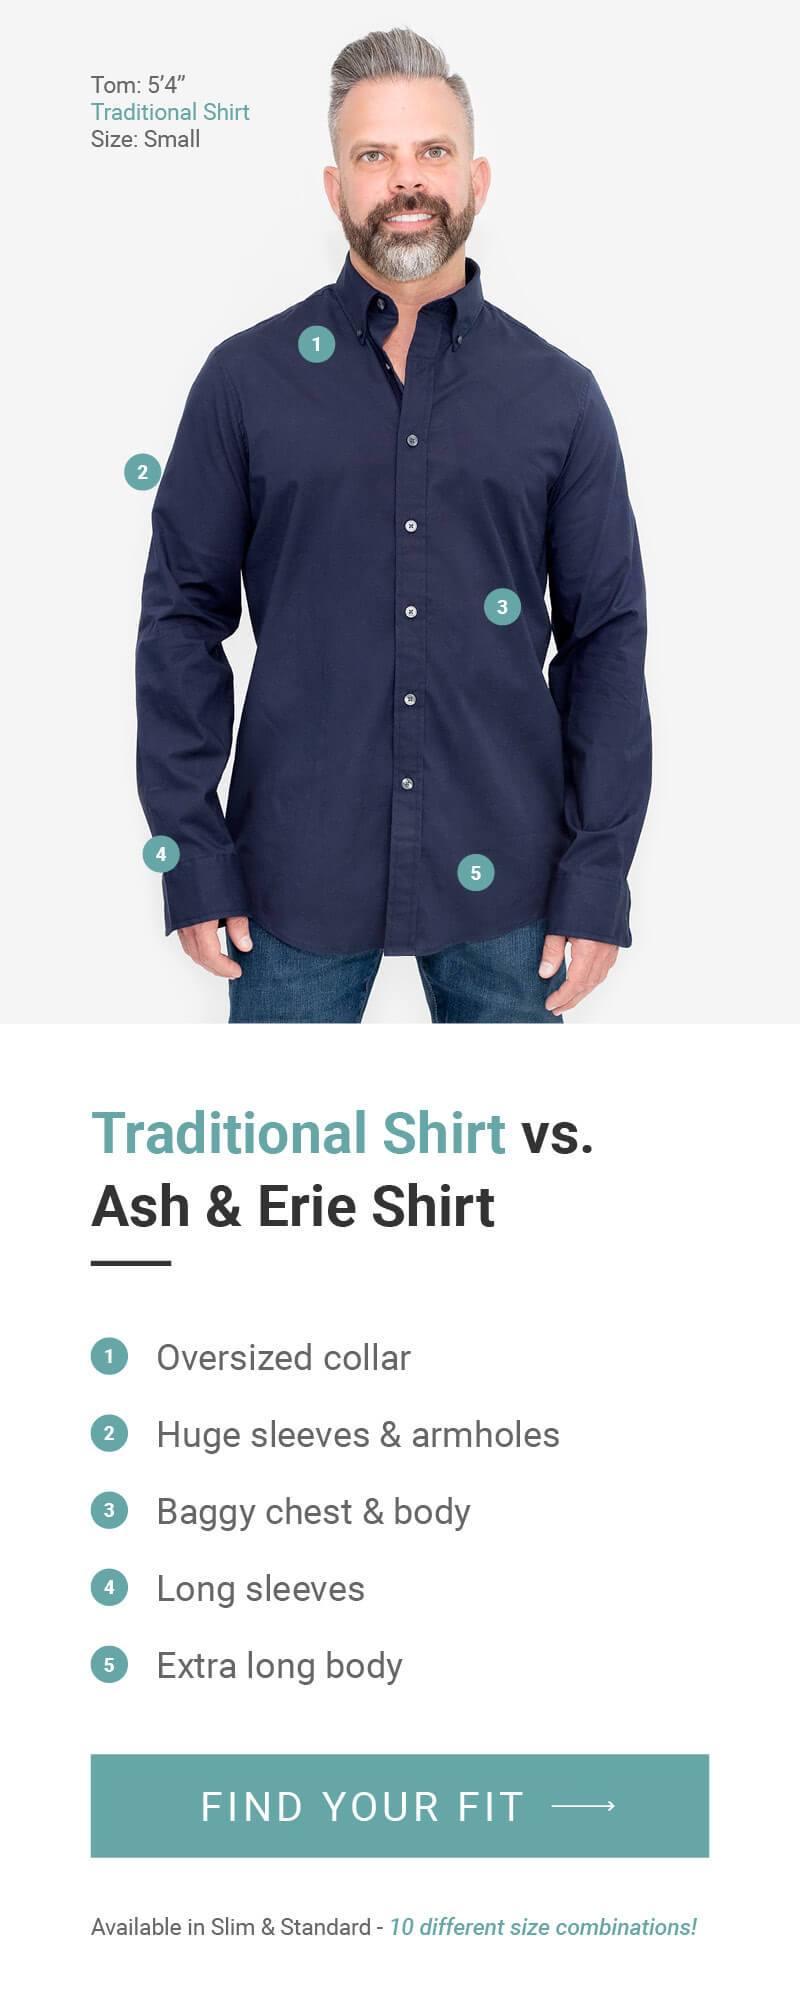 Tom: 5’4”
Traditional Shirt
Size: Small
1
2
3
4
5
Traditional Shirt vs.
Ash & Erie Shirt
1 Oversized collar
2 Huge sleeves & armholes
3 Baggy chest & body
4 Long sleeves
5 Extra long body
FIND YOUR FIT ⟶
Available in Slim & Standard - 10 different size combinations!